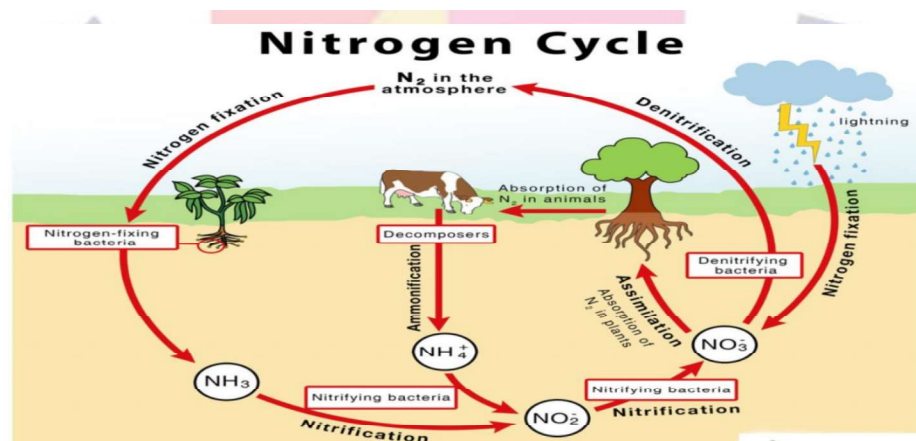 Nitrogen Cycle
N₂ in the
atmosphere
Nitrogen fixation
Denitrification
lightning
Absorption of
N₂ in animals
Nitrogen-fixing
bacteria
Decomposers
Denitrifying
bacteria
Nitrogen fixation
Ammonification
Assimilation
Absorption of
N₂ in plants
NH₄⁺
NO₃⁻
NH₃
Nitrifying bacteria
NO₂⁻
Nitrifying bacteria
Nitrification
Nitrification